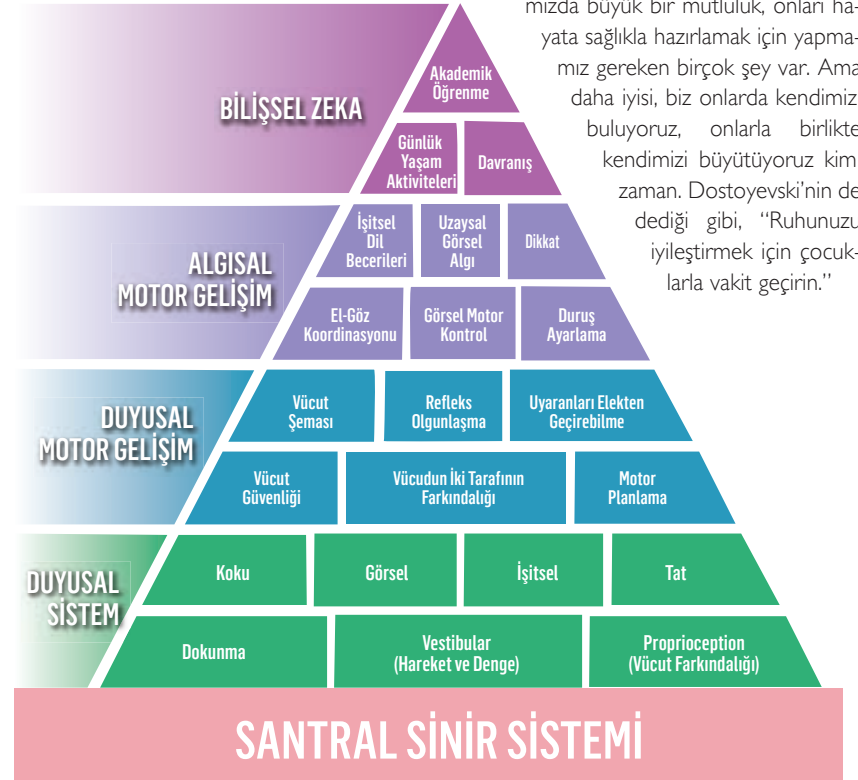 mızda büyük bir mutluluk, onları ha-
yata sağlıkla hazırlamak için yapma-
mız gereken birçok şey var. Ama
daha iyisi, biz onlarda kendimiz
buluyoruz, onlarla birlikte
kendimizi büyütüyoruz kim
zaman. Dostoyevski’nin de
dediği gibi, “Ruhunuzu
iyileştirmek için çocuk-
larla vakit geçirin.”
BİLİŞSEL ZEKA
Akademik
Öğrenme
Günlük
Yaşam
Aktiviteleri
Davranış
ALGISAL
MOTOR GELİŞİM
İşitsel
Dil
Becerileri
Uzaysal
Görsel
Algı
Dikkat
El-Göz
Koordinasyonu
Görsel Motor
Kontrol
Duruş
Ayarlama
DUYUSAL
MOTOR GELİŞİM
Vücut
Şeması
Refleks
Olgunlaşma
Uyaranları Elekten
Geçirebilme
Vücut
Güvenliği
Vücudun İki Tarafının
Farkındalığı
Motor
Planlama
DUYUSAL
SİSTEM
Koku
Görsel
İşitsel
Tat
Dokunma
Vestibular
(Hareket ve Denge)
Proprioception
(Vücut Farkındalığı)
SANTRAL SİNİR SİSTEMİ